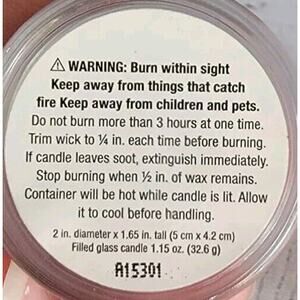 ⚠ WARNING: Burn within sight
Keep away from things that catch
fire Keep away from children and pets.
Do not burn more than 3 hours at one time.
Trim wick to ¼ in. each time before burning.
If candle leaves soot, extinguish immediately.
Stop burning when ½ in. of wax remains.
Container will be hot while candle is lit. Allow
it to cool before handling.
2 in. diameter x 1.65 in. tall (5 cm x 4.2 cm)
Filled glass candle 1.15 oz. (32.6 g)
A15301